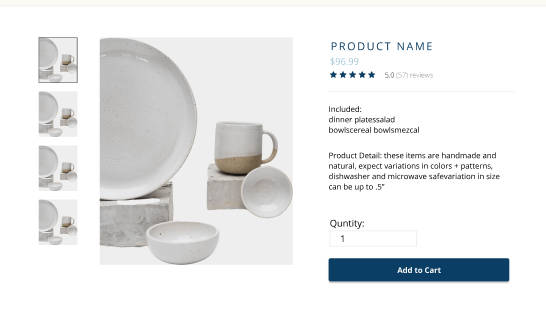 PRODUCT NAME
$96.99
5.0 (57) reviews
Included:
dinner platessalad
bowlscereal bowlsmezcal
Product Detail: these items are handmade and
natural, expect variations in colors + patterns,
dishwasher and microwave safevariation in size
can be up to .5”
Quntity:
1
Add to Cart